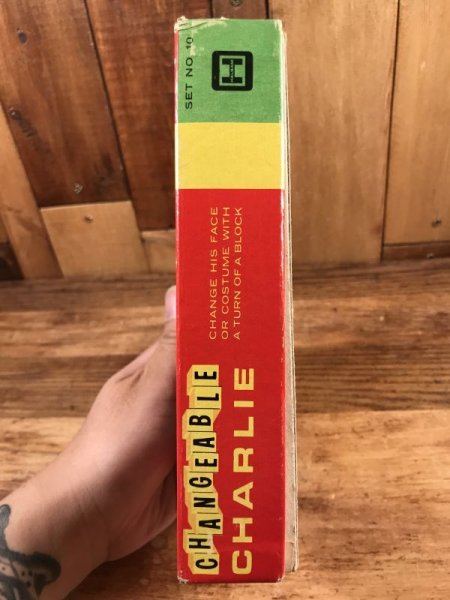 CHANGEABLE
CHARLIE
CHANGE HIS FACE
OR COSTUME WITH
A TURN OF A BLOCK
SET NO. 10
H